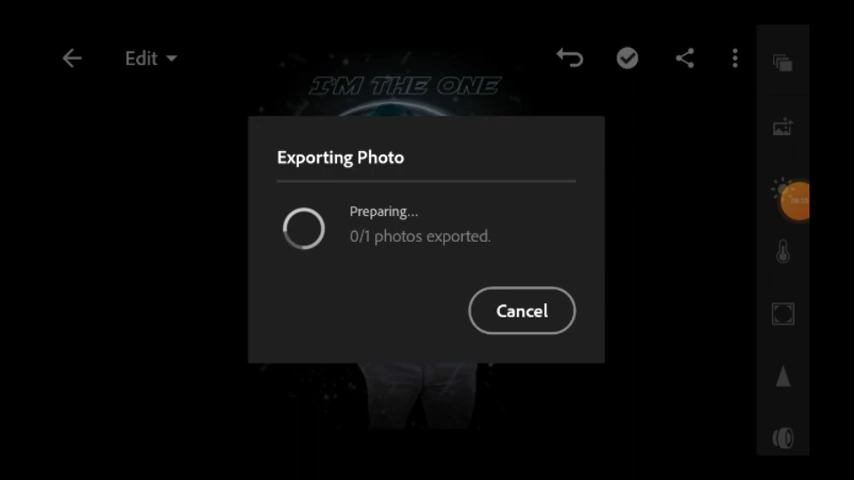 Edit
I'M THE ONE
Exporting Photo
Preparing...
0/1 photos exported.
Cancel